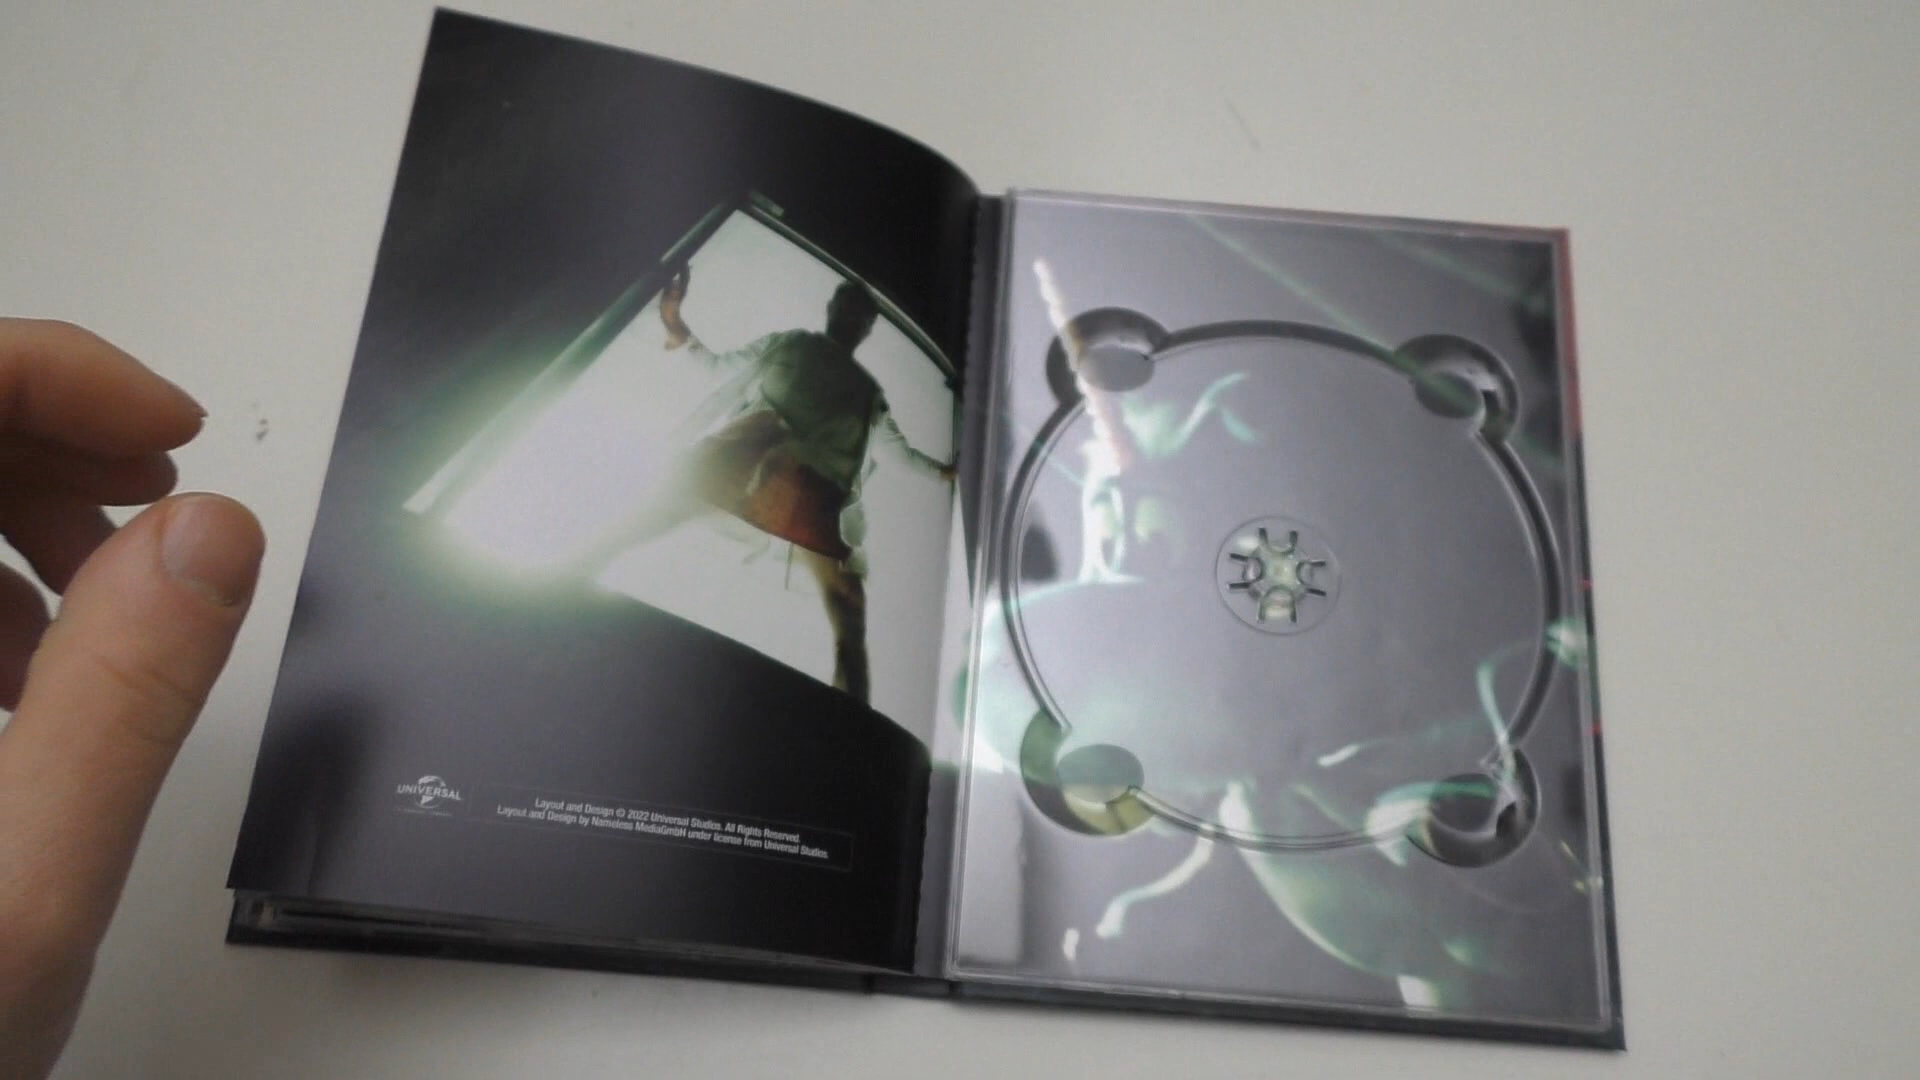 UNIVERSAL
Layout and Design © 2022 Universal Studios. All Rights Reserved.
Layout and Design by Nameless MediaGmbH under license from Universal Studios.